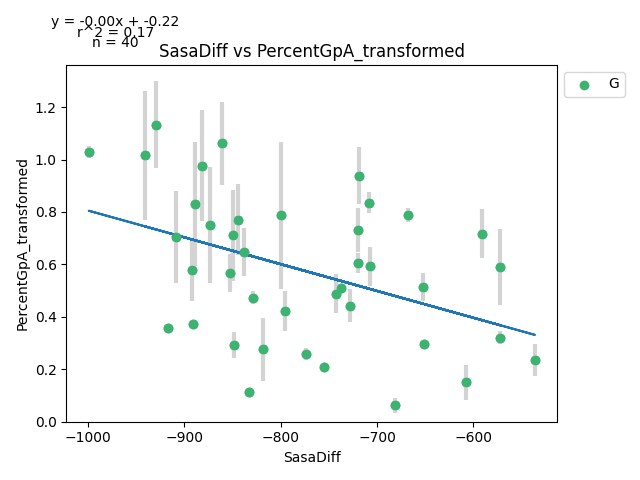 y = -0.00x + -0.22
r^2 = 0.17
n = 40
SasaDiff vs PercentGpA_transformed
G
PercentGpA_transformed
1.2
1.0
0.8
0.6
0.4
0.2
0.0
−1000
−900
−800
−700
−600
SasaDiff